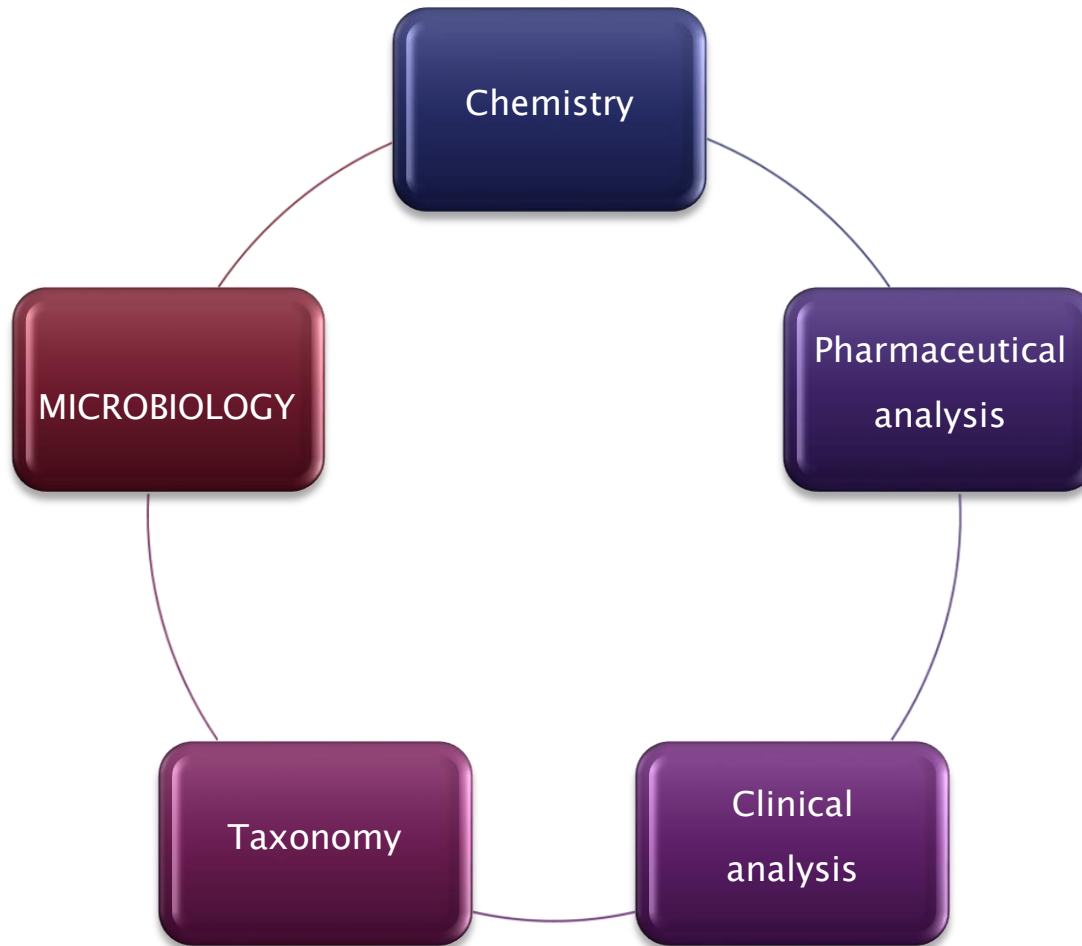 Chemistry
Pharmaceutical
analysis
Clinical
analysis
Taxonomy
MICROBIOLOGY